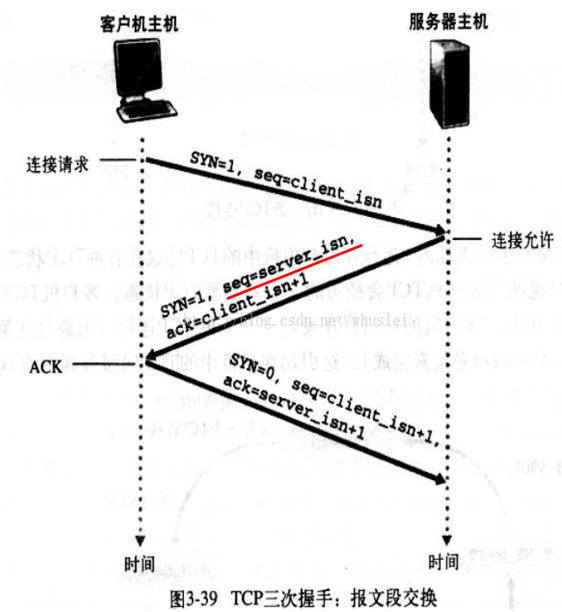 客户机主机
服务器主机
连接请求
SYN=1, seq=client_isn
连接允许
SYN=1, seq=server_isn,
ack=client_isn+1
http://blog.csdn.net/whuslei
ACK
SYN=0, seq=client_isn+1,
ack=server_isn+1
时间
时间
图3-39 TCP三次握手：报文段交换